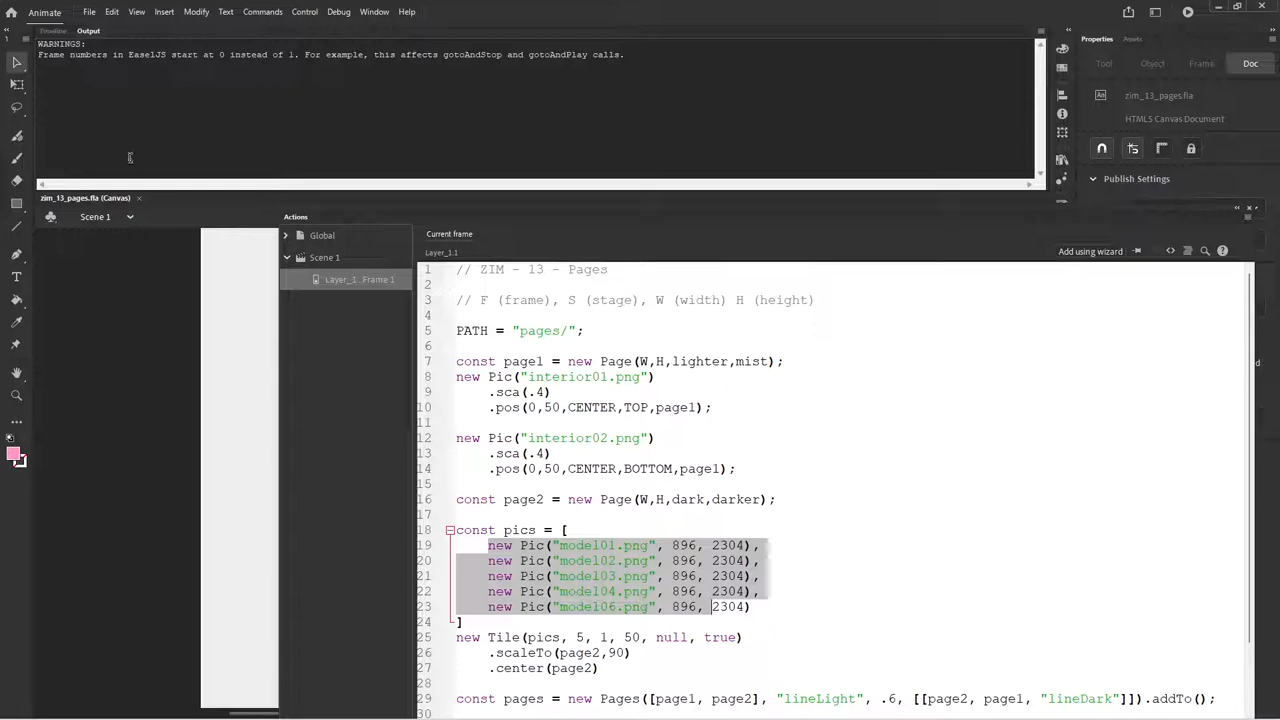 Animate
File Edit View Insert Modify Text Commands Control Debug Window Help
Timeline Output
WARNINGS:
Frame numbers in EaselJS start at 0 instead of 1. For example, this affects gotoAndStop and gotoAndPlay calls.
Properties Assets
Tool Object Frame Doc
zim_13_pages.fla
HTML5 Canvas Document
Publish Settings
zim_13_pages.fla (Canvas) ×
Scene 1
Actions
Global
Scene 1
Layer_1: Frame 1
Current frame
Layer_1:1
Add using wizard
1 // ZIM - 13 - Pages
2
3 // F (frame), S (stage), W (width) H (height)
4
5 PATH = "pages/";
6
7 const page1 = new Page(W,H,lighter,mist);
8 new Pic("interior01.png")
9 .sca(.4)
10 .pos(0,50,CENTER,TOP,page1);
11
12 new Pic("interior02.png")
13 .sca(.4)
14 .pos(0,50,CENTER,BOTTOM,page1);
15
16 const page2 = new Page(W,H,dark,darker);
17
18 const pics = [
19 new Pic("model01.png", 896, 2304),
20 new Pic("model02.png", 896, 2304),
21 new Pic("model03.png", 896, 2304),
22 new Pic("model04.png", 896, 2304),
23 new Pic("model06.png", 896, 2304)
24 ]
25 new Tile(pics, 5, 1, 50, null, true)
26 .scaleTo(page2,90)
27 .center(page2)
28
29 const pages = new Pages([page1, page2], "lineLight", .6, [[page2, page1, "lineDark"]]).addTo();
30